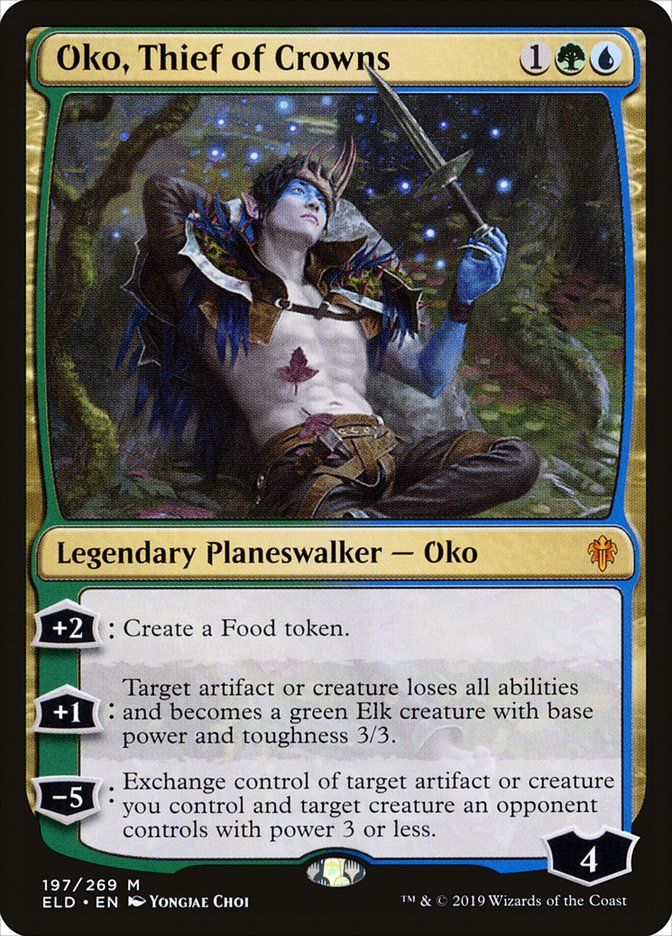 Oko, Thief of Crowns 1
Legendary Planeswalker — Oko
+2 : Create a Food token.
Target artifact or creature loses all abilities
+1 : and becomes a green Elk creature with base
power and toughness 3/3.
Exchange control of target artifact or creature
−5 : you control and target creature an opponent
controls with power 3 or less.
4
197/269 M
ELD • EN Yongjae Choi ™ & © 2019 Wizards of the Coast